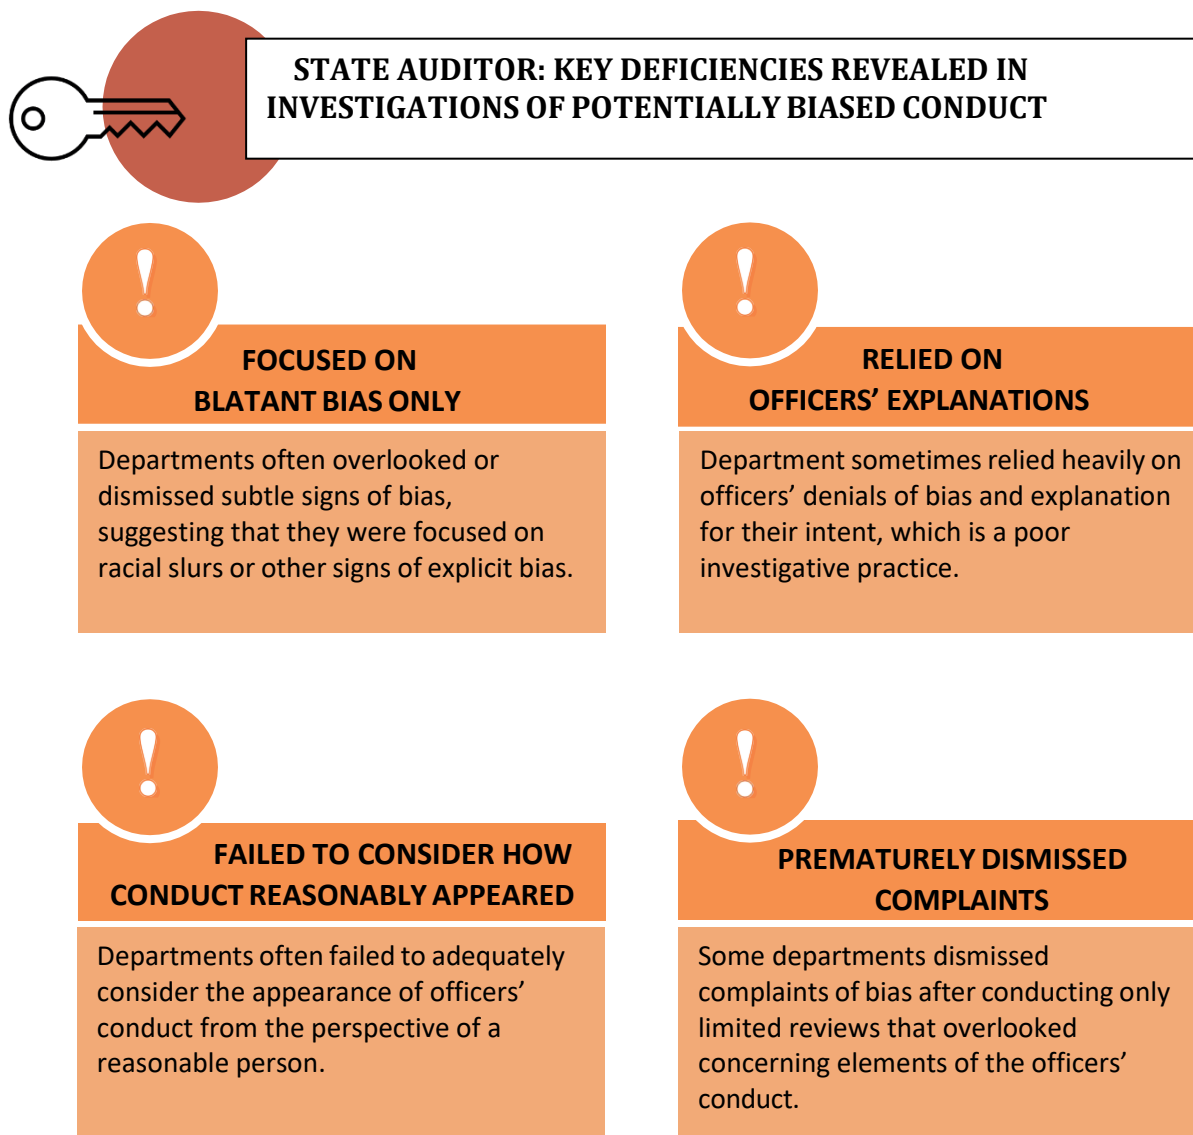 STATE AUDITOR: KEY DEFICIENCIES REVEALED IN
INVESTIGATIONS OF POTENTIALLY BIASED CONDUCT
!
FOCUSED ON
BLATANT BIAS ONLY
Departments often overlooked or
dismissed subtle signs of bias,
suggesting that they were focused on
racial slurs or other signs of explicit bias.
!
RELIED ON
OFFICERS’ EXPLANATIONS
Department sometimes relied heavily on
officers’ denials of bias and explanation
for their intent, which is a poor
investigative practice.
!
FAILED TO CONSIDER HOW
CONDUCT REASONABLY APPEARED
Departments often failed to adequately
consider the appearance of officers’
conduct from the perspective of a
reasonable person.
!
PREMATURELY DISMISSED
COMPLAINTS
Some departments dismissed
complaints of bias after conducting only
limited reviews that overlooked
concerning elements of the officers’
conduct.